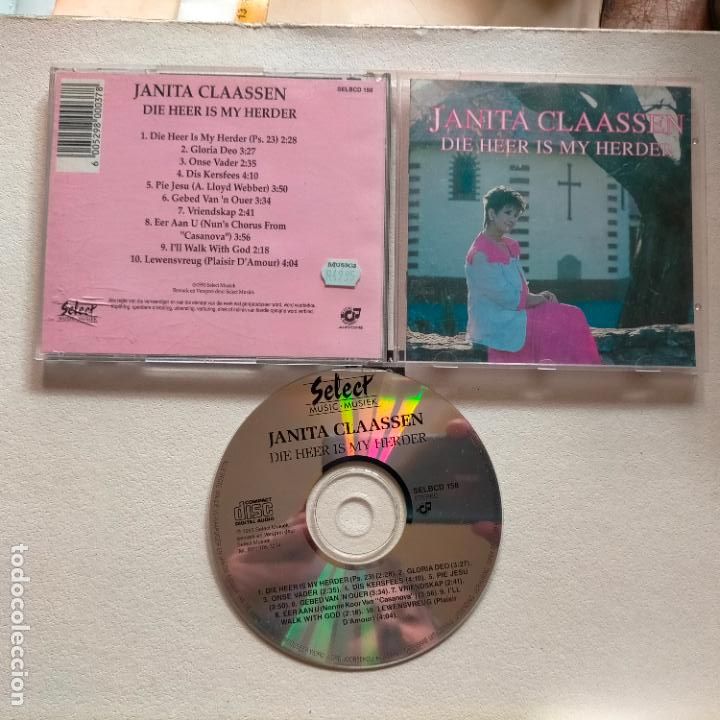 6 005298 000378
JANITA CLAASSEN
SELBCD 158
DIE HEER IS MY HERDER
1. Die Heer Is My Herder (Ps. 23) 2:28
2. Gloria Deo 3:27
3. Onse Vader 2:35
4. Dis Kersfees 4:10
5. Pie Jesu (A. Lloyd Webber) 3:50
6. Gebed Van 'n Ouer 3:34
7. Vriendskap 2:41
8. Eer Aan U (Nun's Chorus From
"Casanova") 3:56
9. I'll Walk With God 2:18
10. Lewensvreug (Plaisir D'Amour) 4:04
MUSICA
Select
MUSIC·MUSIEK
JANITA CLAASSEN
DIE HEER IS MY HERDER
Select
MUSIC·MUSIEK
JANITA CLAASSEN
DIE HEER IS MY HERDER
COMPACT
disc
DIGITAL AUDIO
SELBCD 158
STEREO
1. DIE HEER IS MY HERDER (Ps. 23) (2:28). 2. GLORIA DEO (3:27).
3. ONSE VADER (2:35). 4. DIS KERSFEES (4:10). 5. PIE JESU
(3:50). 6. GEBED VAN 'N OUER (3:34). 7. VRIENDSKAP (2:41).
8. EER AAN U (Nonne Koor Van "Casanova") (3:56). 9. I'LL
WALK WITH GOD (2:18). 10. LEWENSVREUG (Plaisir
D'Amour) (4:04).
todocoleccion.net